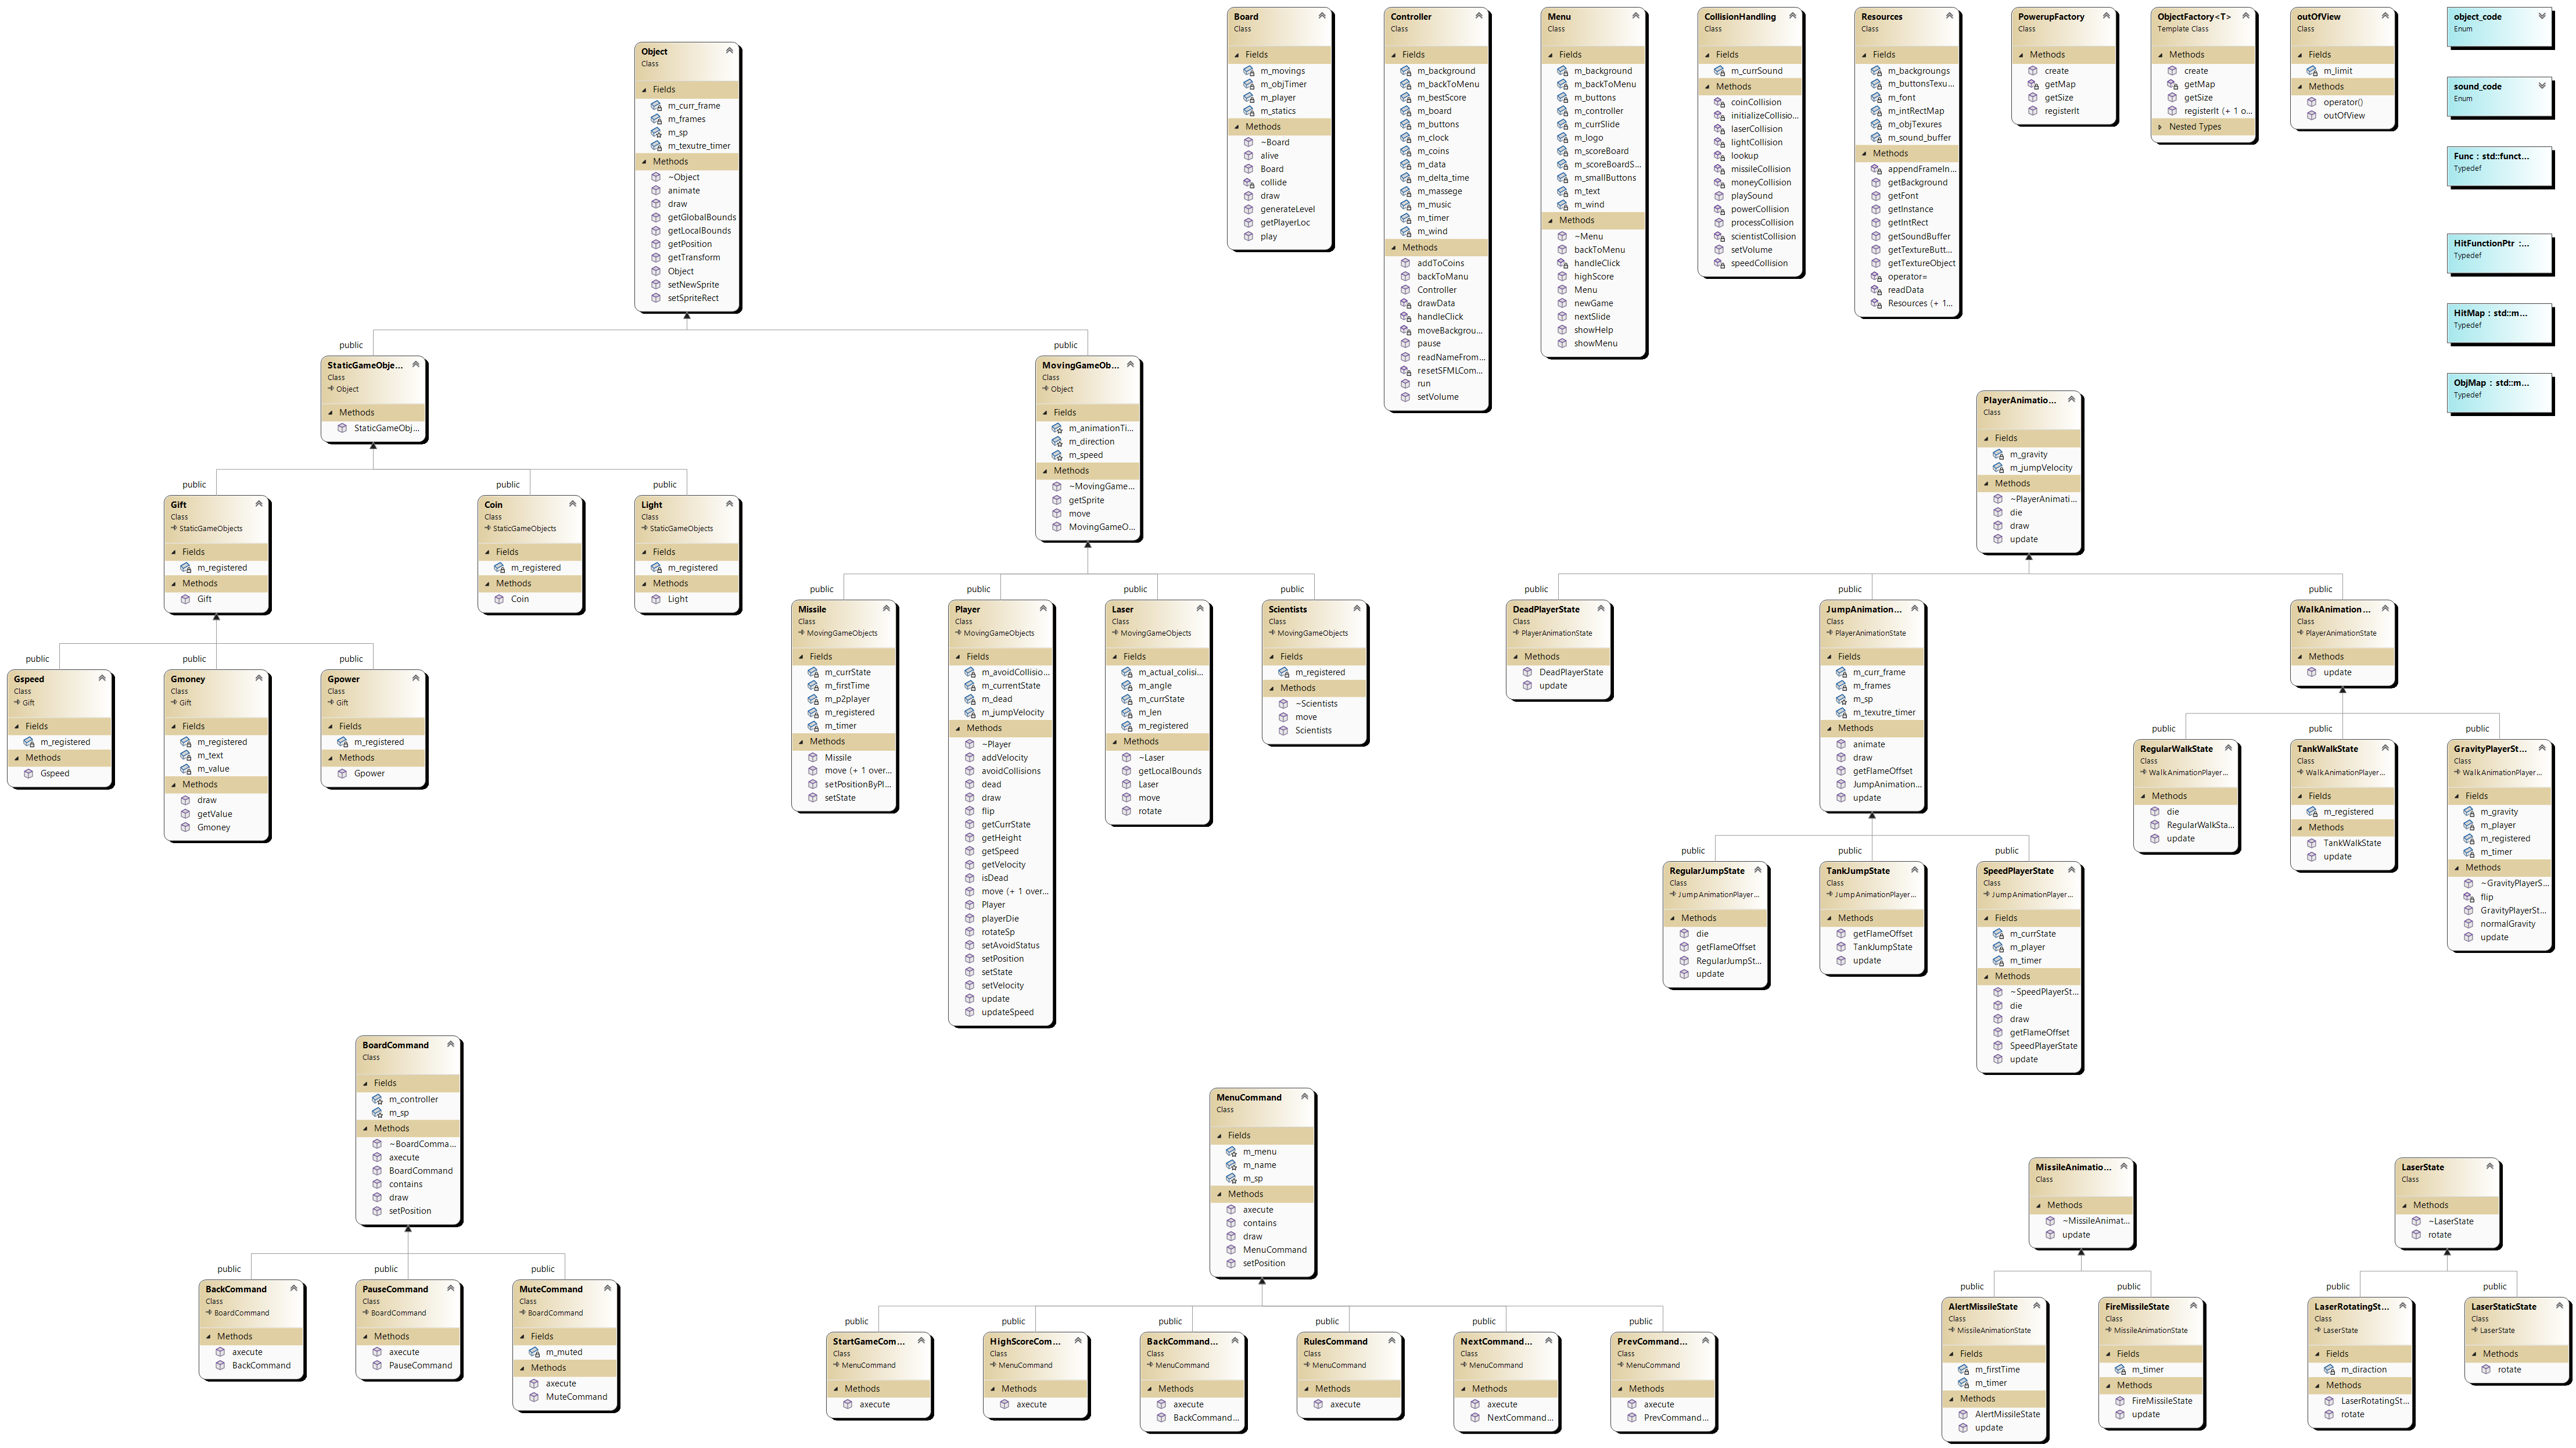 Object
Class
Fields
m_curr_frame
m_frames
m_sp
m_texutre_timer
Methods
~Object
animate
draw
getGlobalBounds
getLocalBounds
getPosition
getTransform
Object
setNewSprite
setSpriteRect
Board
Class
Fields
m_movings
m_objTimer
m_player
m_statics
Methods
~Board
alive
Board
collide
draw
generateLevel
getPlayerLoc
play
Controller
Class
Fields
m_background
m_backToMenu
m_bestScore
m_board
m_buttons
m_clock
m_coins
m_data
m_delta_time
m_massege
m_music
m_timer
m_wind
Methods
addToCoins
backToManu
Controller
drawData
handleClick
moveBackgrou...
pause
readNameFrom...
resetSFMLCom...
run
setVolume
Menu
Class
Fields
m_background
m_backToMenu
m_buttons
m_controller
m_currSlide
m_logo
m_scoreBoard
m_scoreBoardS...
m_smallButtons
m_text
m_wind
Methods
~Menu
backToMenu
handleClick
highScore
Menu
newGame
nextSlide
showHelp
showMenu
CollisionHandling
Class
Fields
m_currSound
Methods
coinCollision
initializeCollisio...
laserCollision
lightCollision
lookup
missileCollision
moneyCollision
playSound
powerCollision
processCollision
scientistCollision
setVolume
speedCollision
Resources
Class
Fields
m_backgroungs
m_buttonsTexu...
m_font
m_intRectMap
m_objTexures
m_sound_buffer
Methods
appendFrameIn...
getBackground
getFont
getInstance
getIntRect
getSoundBuffer
getTextureButt...
getTextureObject
operator=
readData
Resources (+ 1...
PowerupFactory
Class
Methods
create
getMap
getSize
registerIt
ObjectFactory<T>
Template Class
Methods
create
getMap
getSize
registerIt (+ 1 o...
Nested Types
outOfView
Class
Fields
m_limit
Methods
operator()
outOfView
object_code
Enum
sound_code
Enum
Func : std::funct...
Typedef
HitFunctionPtr :...
Typedef
HitMap : std::m...
Typedef
ObjMap : std::m...
Typedef
public
public
StaticGameObje...
Class
Object
Methods
StaticGameObj...
MovingGameOb...
Class
Object
Fields
m_animationTi...
m_direction
m_speed
Methods
~MovingGame...
getSprite
move
MovingGameO...
public
public
public
Gift
Class
StaticGameObjects
Fields
m_registered
Methods
Gift
Coin
Class
StaticGameObjects
Fields
m_registered
Methods
Coin
Light
Class
StaticGameObjects
Fields
m_registered
Methods
Light
public
public
public
Gspeed
Class
Gift
Fields
m_registered
Methods
Gspeed
Gmoney
Class
Gift
Fields
m_registered
m_text
m_value
Methods
draw
getValue
Gmoney
Gpower
Class
Gift
Fields
m_registered
Methods
Gpower
public
public
public
public
Missile
Class
MovingGameObjects
Fields
m_currState
m_firstTime
m_p2player
m_registered
m_timer
Methods
Missile
move (+ 1 over...
setPositionByPl...
setState
Player
Class
MovingGameObjects
Fields
m_avoidCollisio...
m_currentState
m_dead
m_jumpVelocity
Methods
~Player
addVelocity
avoidCollisions
dead
draw
flip
getCurrState
getHeight
getSpeed
getVelocity
isDead
move (+ 1 over...
Player
playerDie
rotateSp
setAvoidStatus
setPosition
setState
setVelocity
update
updateSpeed
Laser
Class
MovingGameObjects
Fields
m_actual_colisi...
m_angle
m_currState
m_len
m_registered
Methods
~Laser
getLocalBounds
Laser
move
rotate
Scientists
Class
MovingGameObjects
Fields
m_registered
Methods
~Scientists
move
Scientists
PlayerAnimatio...
Class
Fields
m_gravity
m_jumpVelocity
Methods
~PlayerAnimati...
die
draw
update
public
public
public
DeadPlayerState
Class
PlayerAnimationState
Methods
DeadPlayerState
update
JumpAnimation...
Class
PlayerAnimationState
Fields
m_curr_frame
m_frames
m_sp
m_texutre_timer
Methods
animate
draw
getFlameOffset
JumpAnimation...
update
WalkAnimation...
Class
PlayerAnimationState
Methods
update
public
public
public
RegularWalkState
Class
WalkAnimationPlayer...
Methods
die
RegularWalkSta...
update
TankWalkState
Class
WalkAnimationPlayer...
Fields
m_registered
Methods
TankWalkState
update
GravityPlayerSt...
Class
WalkAnimationPlayer...
Fields
m_gravity
m_player
m_registered
m_timer
Methods
~GravityPlayerS...
flip
GravityPlayerSt...
normalGravity
update
public
public
public
RegularJumpState
Class
JumpAnimationPlayer...
Methods
die
getFlameOffset
RegularJumpSt...
update
TankJumpState
Class
JumpAnimationPlayer...
Methods
getFlameOffset
TankJumpState
update
SpeedPlayerState
Class
JumpAnimationPlayer...
Fields
m_currState
m_player
m_timer
Methods
~SpeedPlayerSt...
die
draw
getFlameOffset
SpeedPlayerState
update
BoardCommand
Class
Fields
m_controller
m_sp
Methods
~BoardComma...
axecute
BoardCommand
contains
draw
setPosition
public
public
public
BackCommand
Class
BoardCommand
Methods
axecute
BackCommand
PauseCommand
Class
BoardCommand
Methods
axecute
PauseCommand
MuteCommand
Class
BoardCommand
Fields
m_muted
Methods
axecute
MuteCommand
MenuCommand
Class
Fields
m_menu
m_name
m_sp
Methods
axecute
contains
draw
MenuCommand
setPosition
public
public
public
public
public
public
StartGameCom...
Class
MenuCommand
Methods
axecute
HighScoreCom...
Class
MenuCommand
Methods
axecute
BackCommand...
Class
MenuCommand
Methods
axecute
BackCommand...
RulesCommand
Class
MenuCommand
Methods
axecute
NextCommand...
Class
MenuCommand
Methods
axecute
NextCommand...
PrevCommand...
Class
MenuCommand
Methods
axecute
PrevCommand...
MissileAnimatio...
Class
Methods
~MissileAnimat...
update
public
public
AlertMissileState
Class
MissileAnimationState
Fields
m_firstTime
m_timer
Methods
AlertMissileState
update
FireMissileState
Class
MissileAnimationState
Fields
m_timer
Methods
FireMissileState
update
LaserState
Class
Methods
~LaserState
rotate
public
public
LaserRotatingSt...
Class
LaserState
Fields
m_diraction
Methods
LaserRotatingSt...
rotate
LaserStaticState
Class
LaserState
Methods
rotate